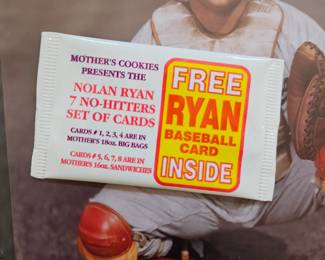 MOTHER'S COOKIES
PRESENTS THE
NOLAN RYAN
7 NO-HITTERS
SET OF CARDS
CARDS # 1, 2, 3, 4 ARE IN
MOTHER'S 18oz. BIG BAGS
CARDS # 5, 6, 7, 8 ARE IN
MOTHER'S 16oz. SANDWICHES
FREE
RYAN
BASEBALL
CARD
INSIDE